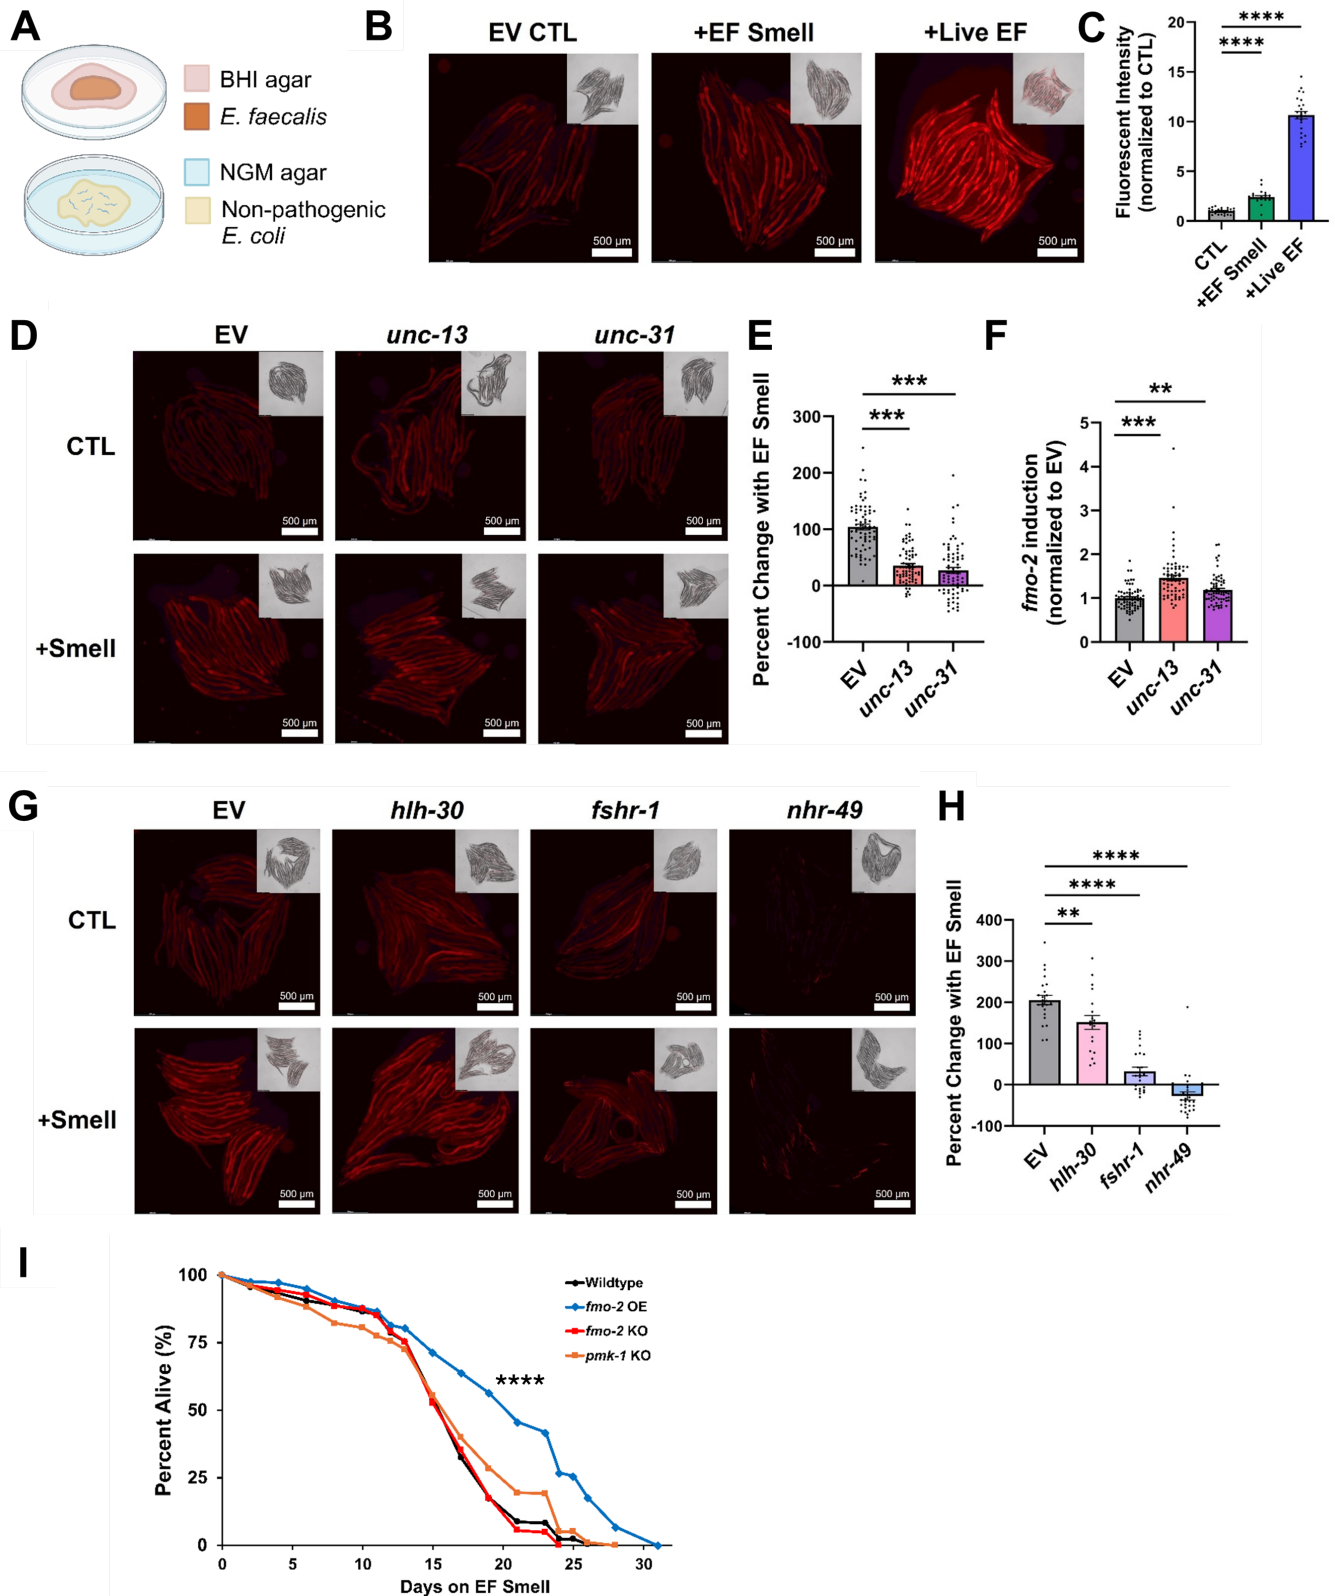 A
BHI agar
E. faecalis
NGM agar
Non-pathogenic
E. coli
B
EV CTL
+EF Smell
+Live EF
500 µm
500 µm
500 µm
C
Fluorescent Intensity
(normalized to CTL)
20
15
10
5
0
****
****
CTL
+EF Smell
+Live EF
D
EV
unc-13
unc-31
CTL
500 µm
500 µm
500 µm
+Smell
500 µm
500 µm
500 µm
E
Percent Change with EF Smell
300
200
100
0
-100
***
***
EV
unc-13
unc-31
F
fmo-2 induction
(normalized to EV)
5
4
3
2
1
0
**
***
EV
unc-13
unc-31
G
EV
hlh-30
fshr-1
nhr-49
CTL
500 µm
500 µm
500 µm
500 µm
+Smell
500 µm
500 µm
500 µm
500 µm
H
Percent Change with EF Smell
400
300
200
100
0
-100
****
****
**
EV
hlh-30
fshr-1
nhr-49
I
Percent Alive (%)
100
75
50
25
0
Wildtype
fmo-2 OE
fmo-2 KO
pmk-1 KO
****
0 5 10 15 20 25 30
Days on EF Smell